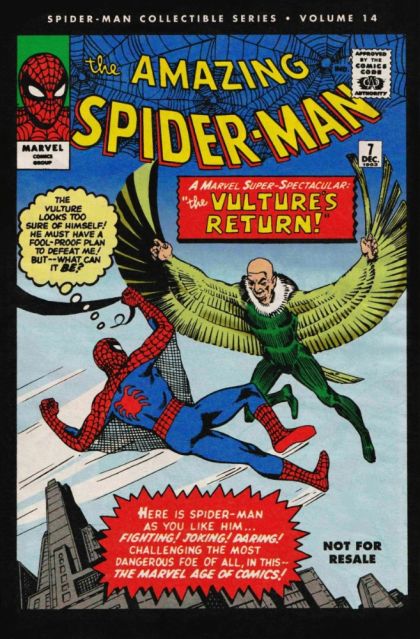 SPIDER-MAN COLLECTIBLE SERIES • VOLUME 14
the AMAZING
SPIDER-MAN
APPROVED
BY THE
COMICS
CODE
AUTHORITY
MARVEL
COMICS
GROUP
7
DEC.
1963
A MARVEL SUPER-SPECTACULAR:
"the VULTURE'S
RETURN!"
THE
VULTURE
LOOKS TOO
SURE OF HIMSELF!
HE MUST HAVE A
FOOL-PROOF PLAN
TO DEFEAT ME!
BUT--WHAT CAN
IT BE?
HERE IS SPIDER-MAN
AS YOU LIKE HIM...
FIGHTING! JOKING! DARING!
CHALLENGING THE MOST
DANGEROUS FOE OF ALL, IN THIS--
THE MARVEL AGE OF COMICS!
NOT FOR
RESALE